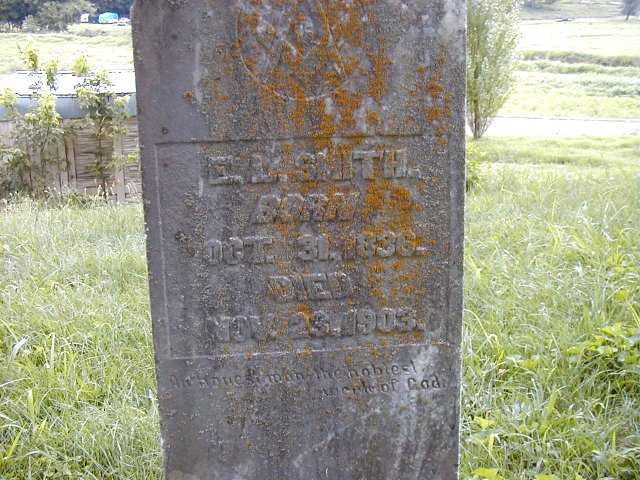 E. M. SMITH.
BORN
OCT. 31, 1836.
DIED
NOV. 23, 1905.
An honest man, the noblest
work of God.